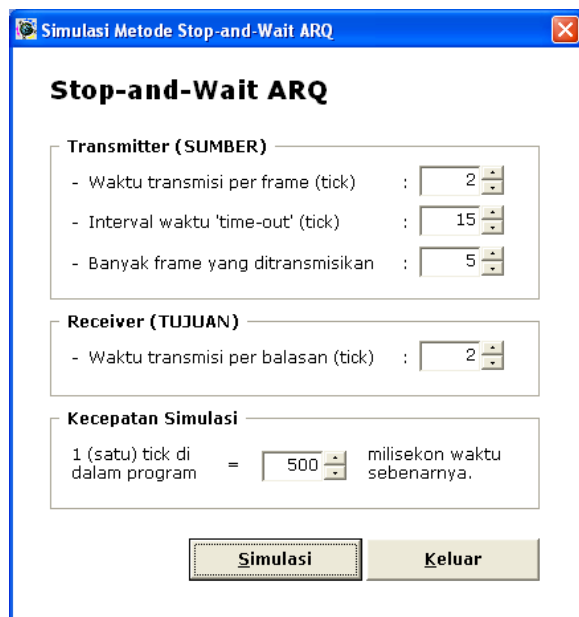 Simulasi Metode Stop-and-Wait ARQ
Stop-and-Wait ARQ
Transmitter (SUMBER)
- Waktu transmisi per frame (tick) : 2
- Interval waktu 'time-out' (tick) : 15
- Banyak frame yang ditransmisikan : 5
Receiver (TUJUAN)
- Waktu transmisi per balasan (tick) : 2
Kecepatan Simulasi
1 (satu) tick di dalam program = 500 milisekon waktu sebenarnya.
Simulasi Keluar